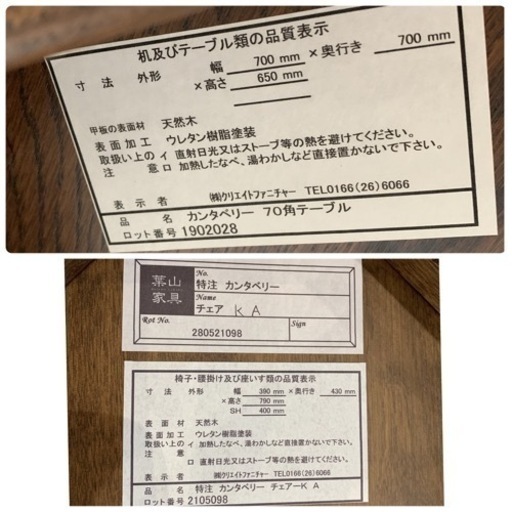 机及びテーブル類の品質表示
寸法 外形 幅 700 mm ×奥行き 700 mm
×高さ 650 mm
甲板の表面材 天然木
表面加工 ウレタン樹脂塗装
取扱い上の イ 直射日光又はストーブ等の熱を避けてください。
注意 ロ 加熱したなべ、湯わかしなど直接置かないで下さい。
表示者 ㈱クリエイトファニチャー TEL0166(26)6066
品名 カンタベリー 70角テーブル
ロット番号 1902028
葉山家具
No. 特注 カンタベリー
Name チェア KA
Rot No. 280521098 Sign
椅子・腰掛け及び座いす類の品質表示
寸法 外形 幅 390 mm ×奥行き 430 mm
×高さ 790 mm
SH 400 mm
表面材 天然木
表面加工 ウレタン樹脂塗装
取扱い上の イ 加熱したなべ、湯わかしなど直接置かないで下さい。
注意
ロ 直射日光又はストーブ等の熱を避けてください。
表示者 ㈱クリエイトファニチャー TEL0166(26)6066
品名 特注 カンタベリー チェアーKA
ロット番号 2105098